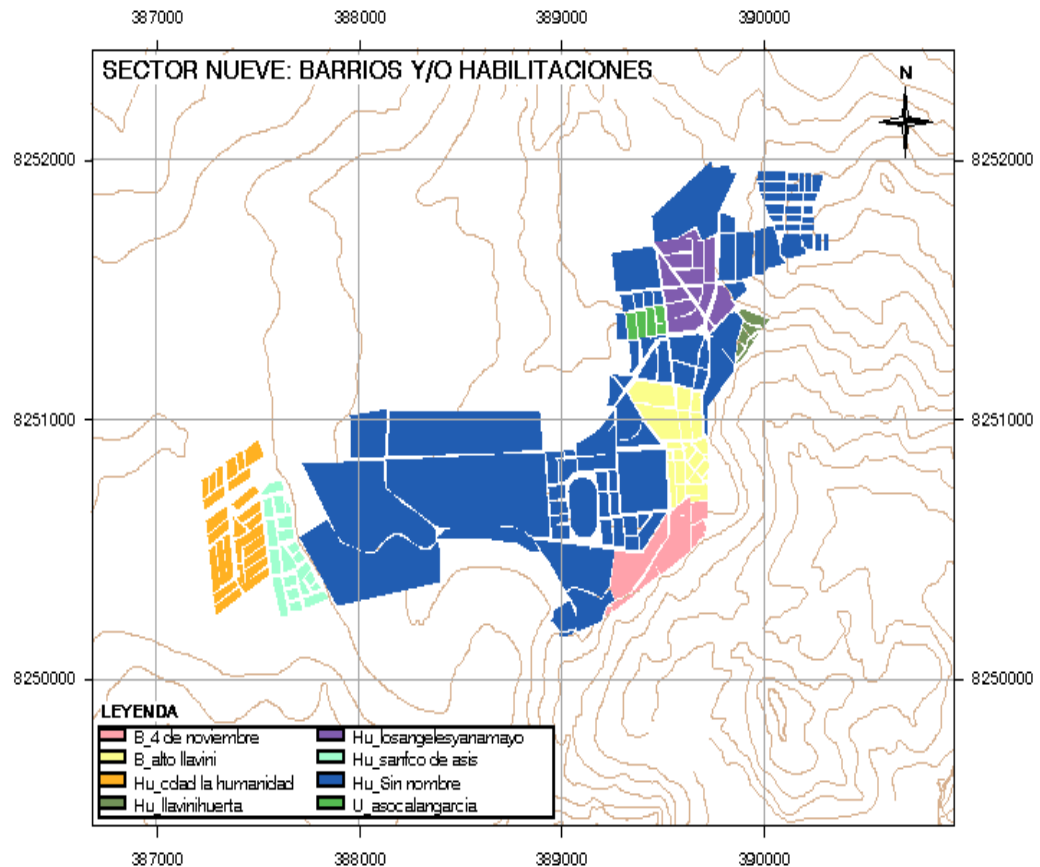 387000 388000 389000 390000
SECTOR NUEVE: BARRIOS Y/O HABILITACIONES
N
8252000 8252000
8251000 8251000
8250000 8250000
LEYENDA
B_4 de noviembre Hu_losangelesyanamayo
B_alto llavini Hu_sanfco de asis
Hu_cdad la humanidad Hu_Sin nombre
Hu_llavinihuerta U_asocalangarcia
387000 388000 389000 390000